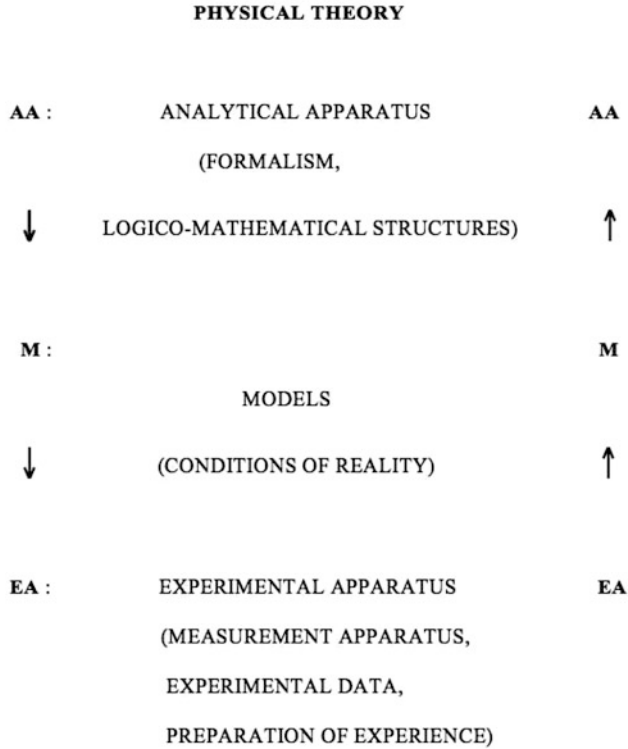 PHYSICAL THEORY
AA : ANALYTICAL APPARATUS AA
(FORMALISM,
↓ LOGICO-MATHEMATICAL STRUCTURES) ↑
M : M
MODELS
↓ (CONDITIONS OF REALITY) ↑
EA : EXPERIMENTAL APPARATUS EA
(MEASUREMENT APPARATUS,
EXPERIMENTAL DATA,
PREPARATION OF EXPERIENCE)